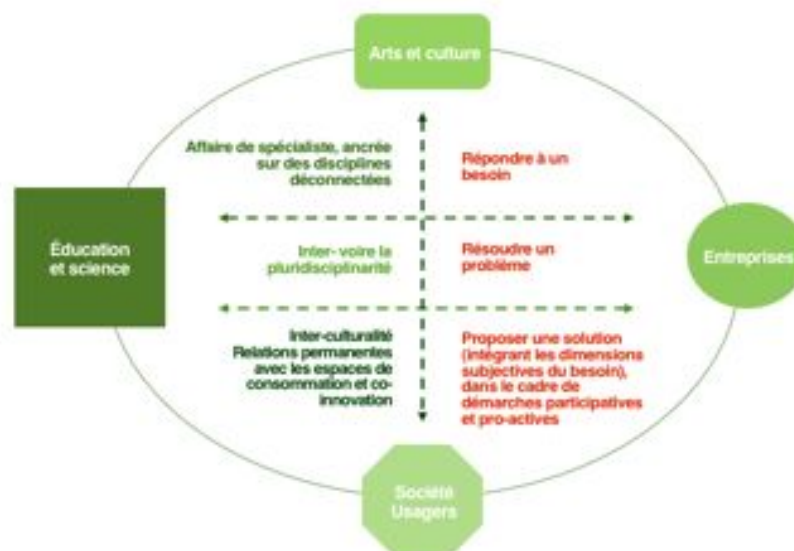 Arts et culture
Affaire de spécialiste, ancrée
sur des disciplines
déconnectées
Répondre à un
besoin
Éducation
et science
Inter- voire la
pluridisciplinarité
Résoudre un
problème
Entreprises
Inter-culturalité
Relations permanentes
avec les espaces de
consommation et co-
innovation
Proposer une solution
(intégrant les dimensions
subjectives du besoin),
dans le cadre de
démarches participatives
et pro-actives
Société
Usagers